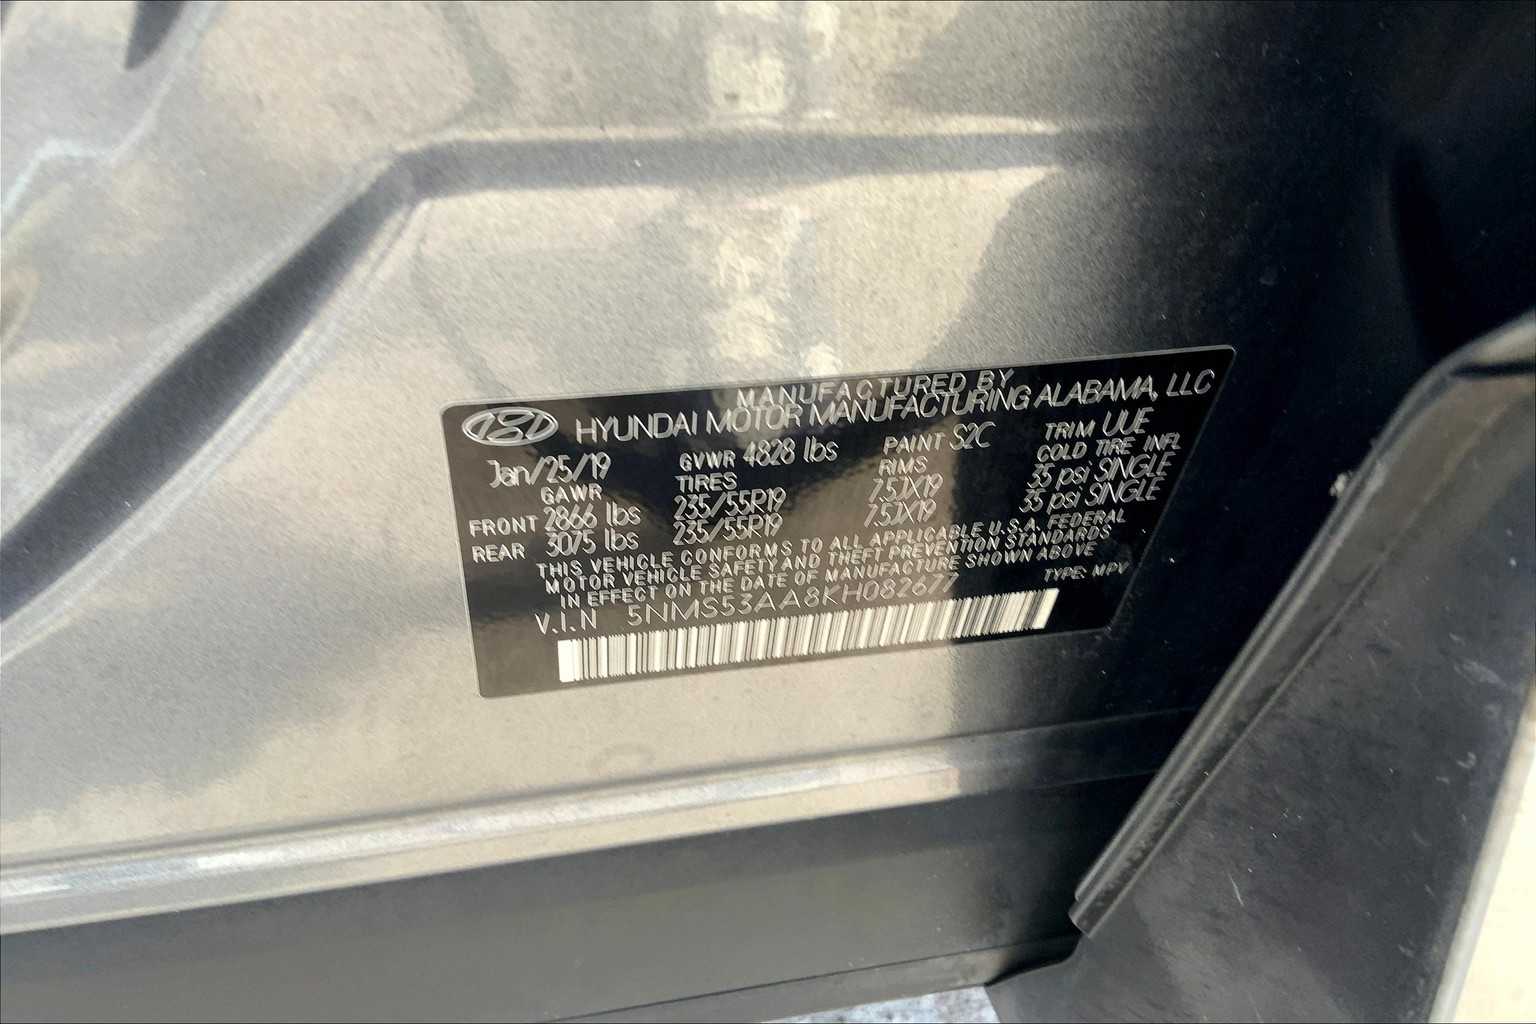 MANUFACTURED BY
HYUNDAI MOTOR MANUFACTURING ALABAMA, LLC
Jan/25/19 GVWR 4828 lbs PAINT S2C TRIM UUE
GAWR TIRES RIMS COLD TIRE INFL
FRONT 2866 lbs 235/55R19 7.5JX19 35 psi SINGLE
REAR 3075 lbs 235/55R19 7.5JX19 35 psi SINGLE
THIS VEHICLE CONFORMS TO ALL APPLICABLE U.S.A. FEDERAL
MOTOR VEHICLE SAFETY AND THEFT PREVENTION STANDARDS
IN EFFECT ON THE DATE OF MANUFACTURE SHOWN ABOVE
V.I.N 5NMS53AA8KH082677 TYPE: MPV